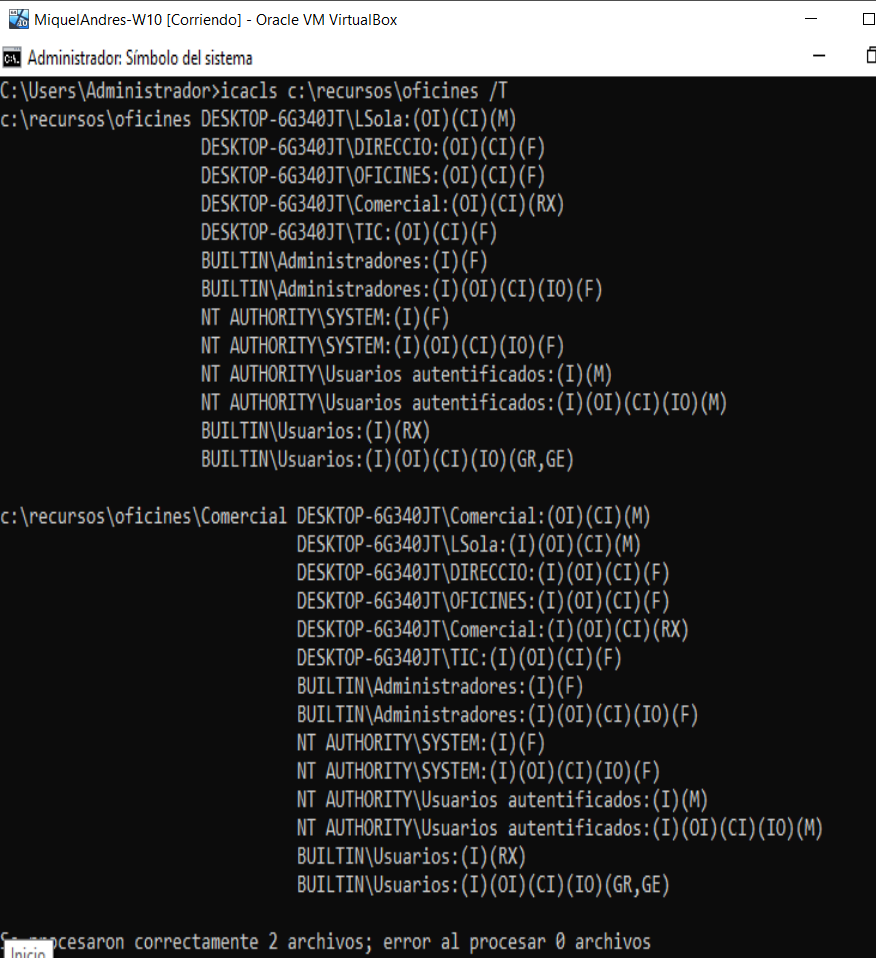 MiquelAndres-W10 [Corriendo] - Oracle VM VirtualBox
Administrador: Símbolo del sistema
C:\Users\Administrador>icacls c:\recursos\oficines /T
c:\recursos\oficines DESKTOP-6G340JT\LSola:(OI)(CI)(M)
DESKTOP-6G340JT\DIRECCIO:(OI)(CI)(F)
DESKTOP-6G340JT\OFICINES:(OI)(CI)(F)
DESKTOP-6G340JT\Comercial:(OI)(CI)(RX)
DESKTOP-6G340JT\TIC:(OI)(CI)(F)
BUILTIN\Administradores:(I)(F)
BUILTIN\Administradores:(I)(OI)(CI)(IO)(F)
NT AUTHORITY\SYSTEM:(I)(F)
NT AUTHORITY\SYSTEM:(I)(OI)(CI)(IO)(F)
NT AUTHORITY\Usuarios autentificados:(I)(M)
NT AUTHORITY\Usuarios autentificados:(I)(OI)(CI)(IO)(M)
BUILTIN\Usuarios:(I)(RX)
BUILTIN\Usuarios:(I)(OI)(CI)(IO)(GR,GE)
c:\recursos\oficines\Comercial DESKTOP-6G340JT\Comercial:(OI)(CI)(M)
DESKTOP-6G340JT\LSola:(I)(OI)(CI)(M)
DESKTOP-6G340JT\DIRECCIO:(I)(OI)(CI)(F)
DESKTOP-6G340JT\OFICINES:(I)(OI)(CI)(F)
DESKTOP-6G340JT\Comercial:(I)(OI)(CI)(RX)
DESKTOP-6G340JT\TIC:(I)(OI)(CI)(F)
BUILTIN\Administradores:(I)(F)
BUILTIN\Administradores:(I)(OI)(CI)(IO)(F)
NT AUTHORITY\SYSTEM:(I)(F)
NT AUTHORITY\SYSTEM:(I)(OI)(CI)(IO)(F)
NT AUTHORITY\Usuarios autentificados:(I)(M)
NT AUTHORITY\Usuarios autentificados:(I)(OI)(CI)(IO)(M)
BUILTIN\Usuarios:(I)(RX)
BUILTIN\Usuarios:(I)(OI)(CI)(IO)(GR,GE)
Se procesaron correctamente 2 archivos; error al procesar 0 archivos
Inicio